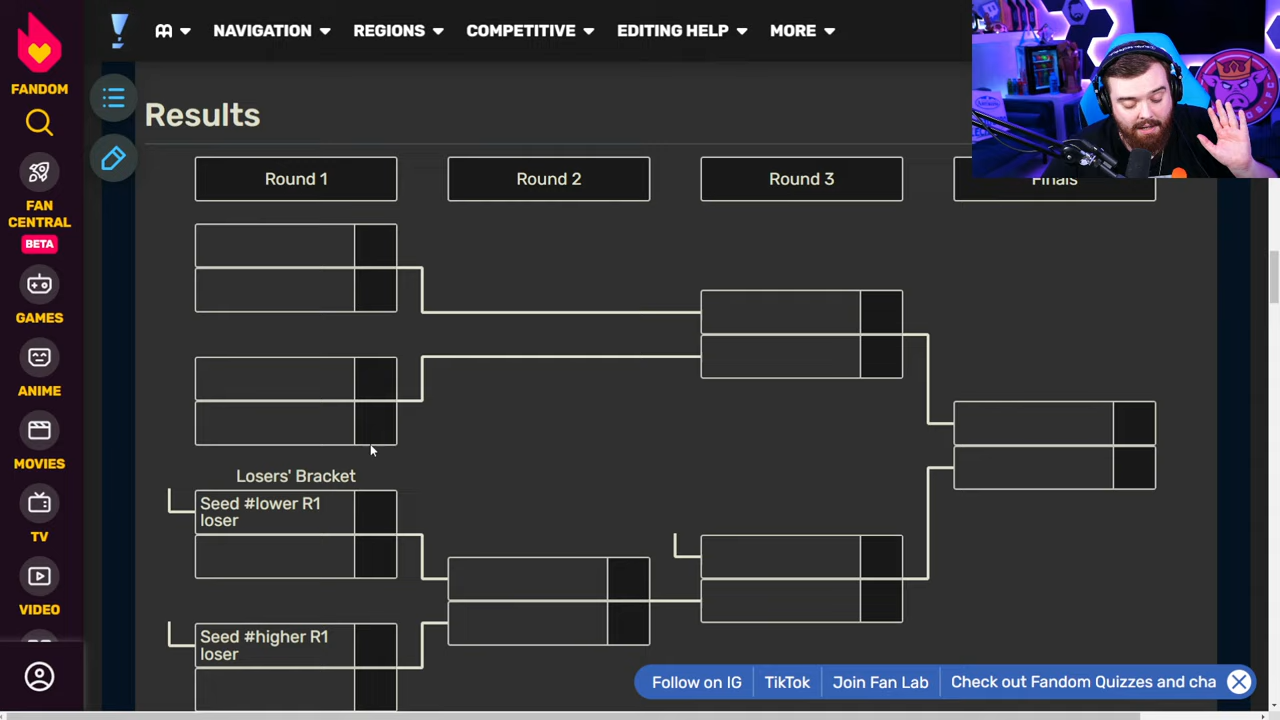 NAVIGATION
REGIONS
COMPETITIVE
EDITING HELP
MORE
FANDOM
FAN
CENTRAL
BETA
GAMES
ANIME
MOVIES
TV
VIDEO
Results
Round 1
Round 2
Round 3
Finals
Losers' Bracket
Seed #lower R1
loser
Seed #higher R1
loser
Follow on IG
TikTok
Join Fan Lab
Check out Fandom Quizzes and cha